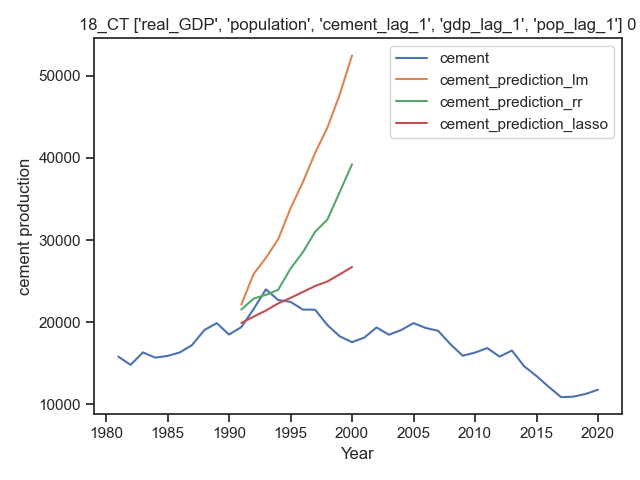 18_CT ['real_GDP', 'population', 'cement_lag_1', 'gdp_lag_1', 'pop_lag_1'] 0
cement
cement_prediction_lm
cement_prediction_rr
cement_prediction_lasso
50000
40000
30000
20000
10000
cement production
1980 1985 1990 1995 2000 2005 2010 2015 2020
Year